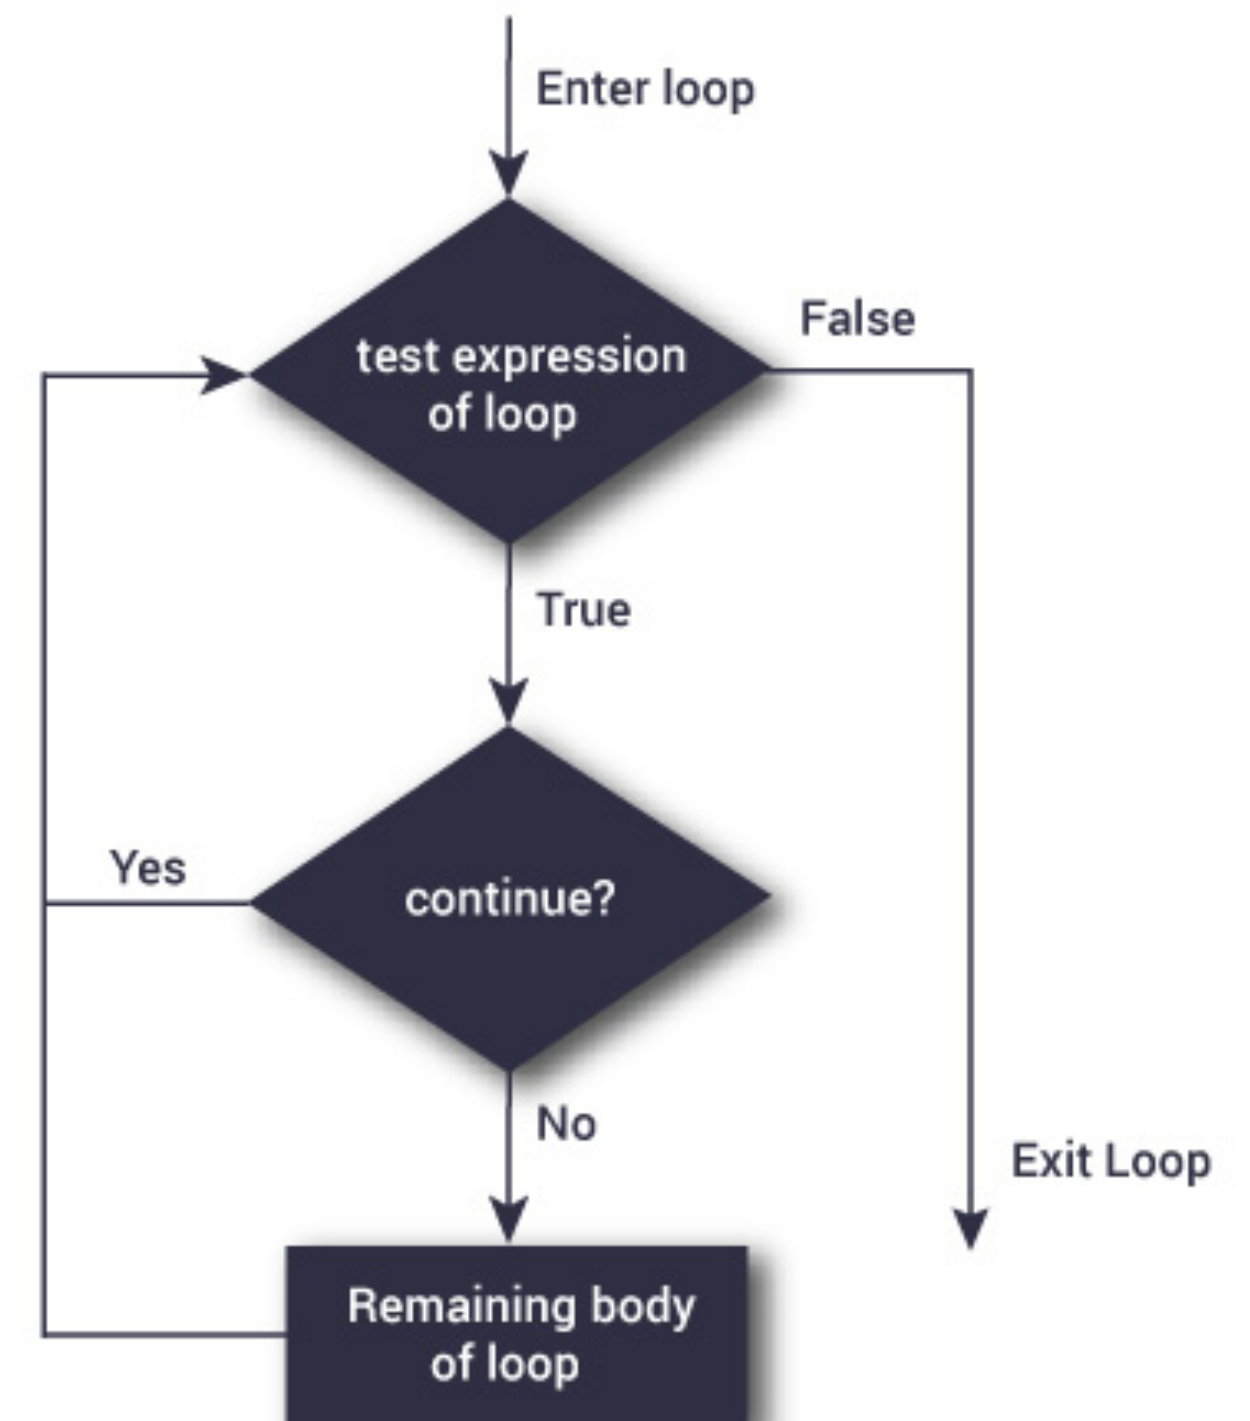 Enter loop
False
test expression
of loop
True
Yes
continue?
No
Exit Loop
Remaining body
of loop